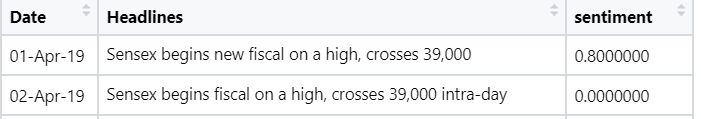 Date Headlines sentiment
01-Apr-19 Sensex begins new fiscal on a high, crosses 39,000 0.8000000
02-Apr-19 Sensex begins fiscal on a high, crosses 39,000 intra-day 0.0000000